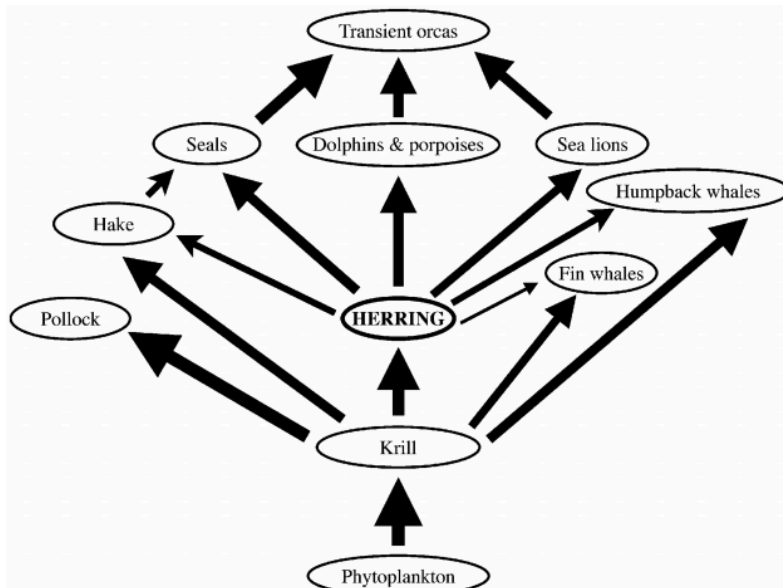 Transient orcas
Seals
Dolphins & porpoises
Sea lions
Humpback whales
Hake
Fin whales
Pollock
HERRING
Krill
Phytoplankton